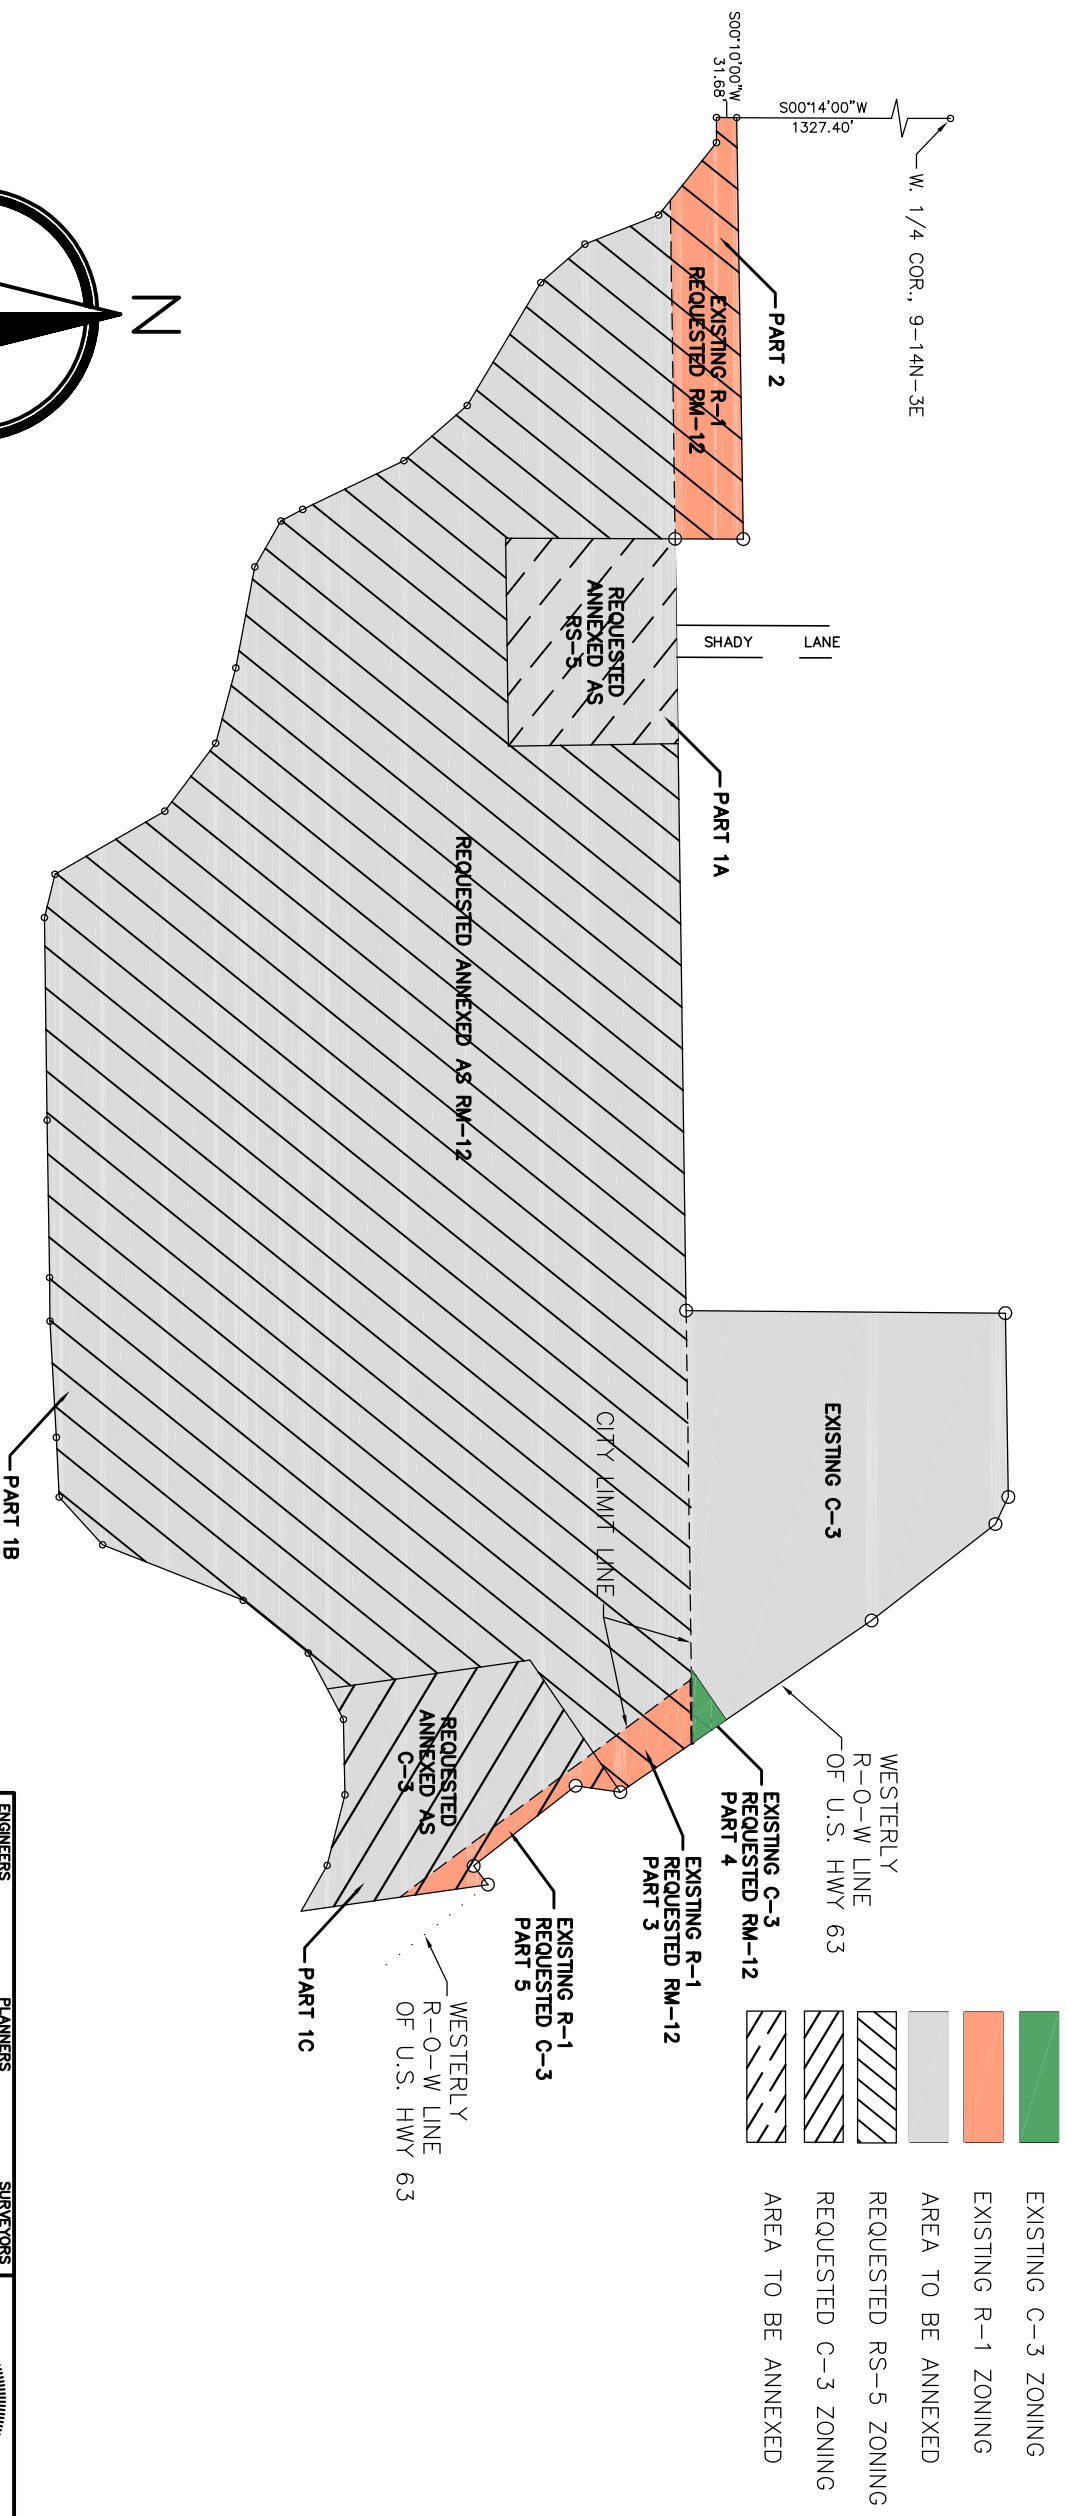 S00°10'00"W
31.68'
S00°14'00"W
1327.40'
W. 1/4 COR., 9-14N-3E
N
PART 2
EXISTING R-1
REQUESTED RM-12
SHADY LANE
REQUESTED
ANNEXED AS
RS-5
PART 1A
REQUESTED ANNEXED AS RM-12
EXISTING C-3
CITY LIMIT LINE
PART 1B
WESTERLY
R-O-W LINE
OF U.S. HWY 63
EXISTING C-3
REQUESTED RM-12
PART 4
EXISTING R-1
REQUESTED RM-12
PART 3
REQUESTED
ANNEXED AS
C-3
EXISTING R-1
REQUESTED C-3
PART 5
PART 1C
WESTERLY
R-O-W LINE
OF U.S. HWY 63
EXISTING C-3 ZONING
EXISTING R-1 ZONING
AREA TO BE ANNEXED
REQUESTED RS-5 ZONING
REQUESTED C-3 ZONING
AREA TO BE ANNEXED
ENGINEERS PLANNERS SURVEYORS